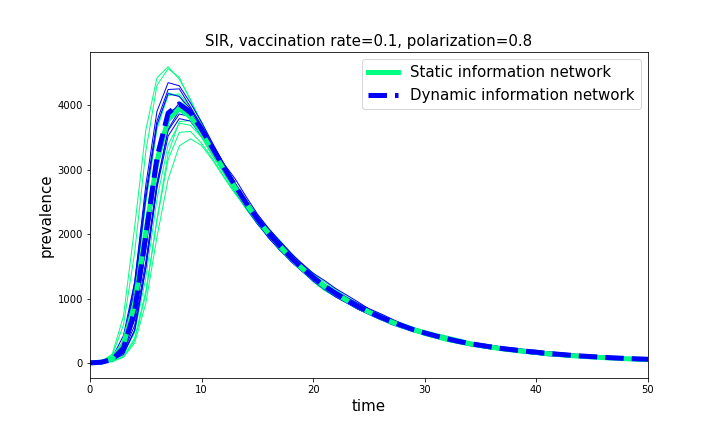 SIR, vaccination rate=0.1, polarization=0.8
Static information network
Dynamic information network
prevalence
4000
3000
2000
1000
0
0
10
20
30
40
50
time